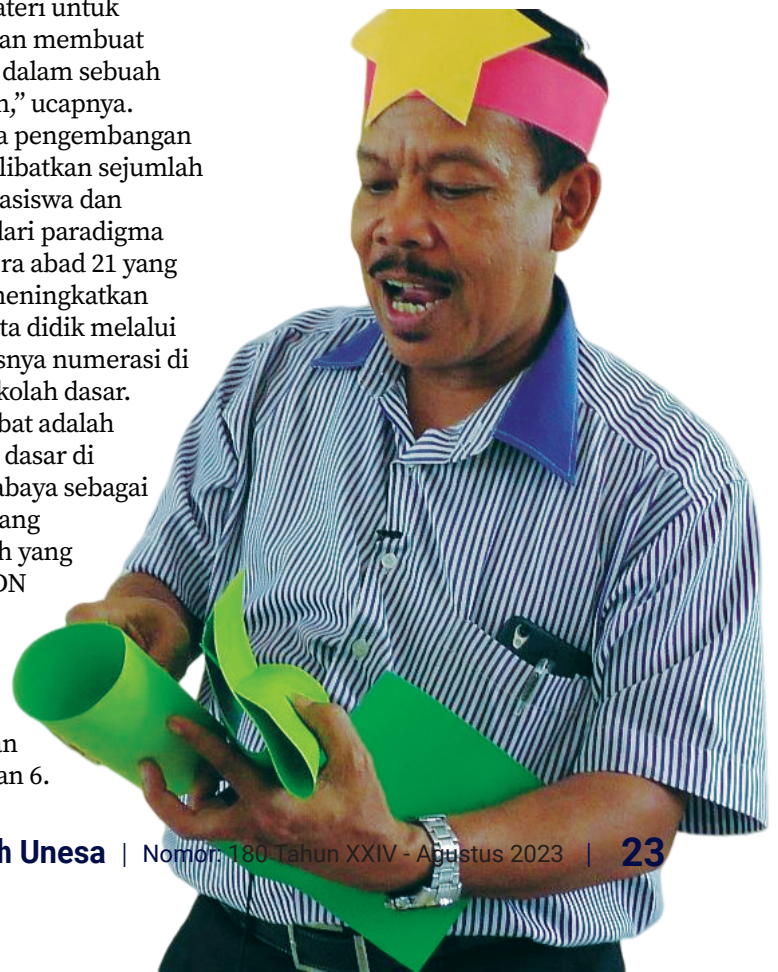 ateri untuk
an membuat
dalam sebuah
n,” ucapnya.
a pengembangan
libatkan sejumlah
asiswa dan
dari paradigma
ra abad 21 yang
meningkatkan
ta didik melalui
snya numerasi di
kolah dasar.
bat adalah
dasar di
abaya sebagai
ang
h yang
DN
an
an 6.
h Unesa | Nomor: 180 Tahun XXIV - Agustus 2023 | 23